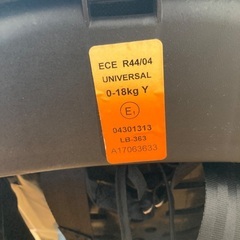 ECE R44/04
UNIVERSAL
0-18kg Y
E1
04301313
LB-363
A17063633